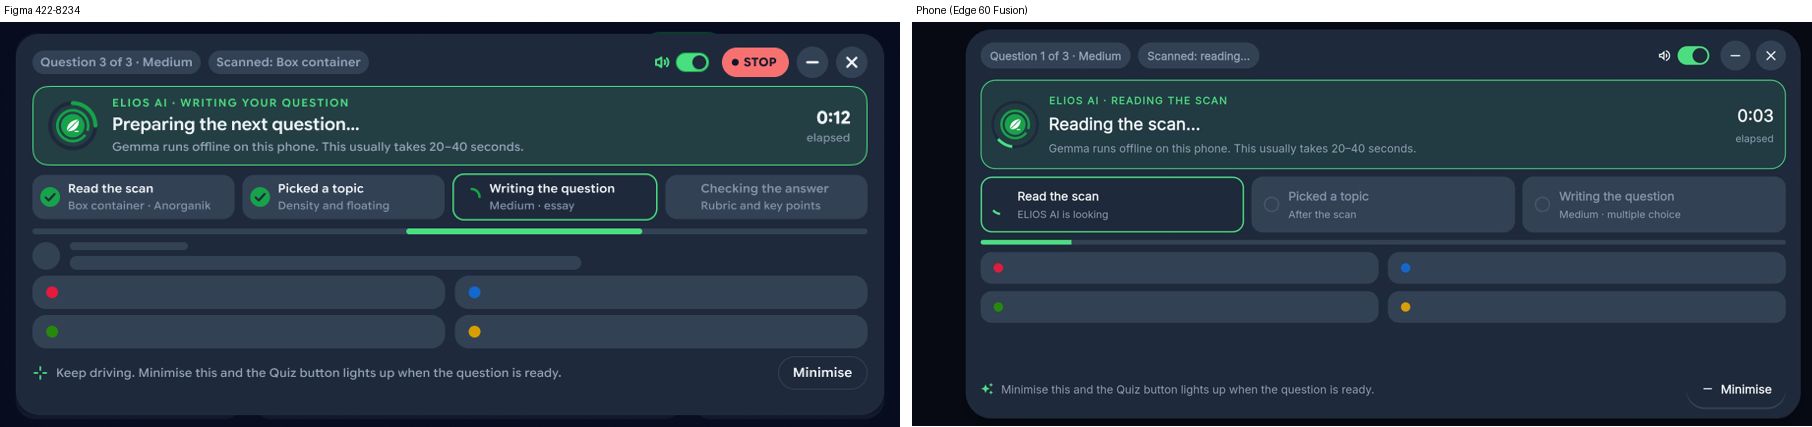 Figma 422-8234
Question 3 of 3 · Medium
Scanned: Box container
STOP
ELIOS AI · WRITING YOUR QUESTION
Preparing the next question...
Gemma runs offline on this phone. This usually takes 20–40 seconds.
0:12
elapsed
Read the scan
Box container · Anorganik
Picked a topic
Density and floating
Writing the question
Medium · essay
Checking the answer
Rubric and key points
Keep driving. Minimise this and the Quiz button lights up when the question is ready.
Minimise
Phone (Edge 60 Fusion)
Question 1 of 3 · Medium
Scanned: reading...
ELIOS AI · READING THE SCAN
Reading the scan...
Gemma runs offline on this phone. This usually takes 20–40 seconds.
0:03
elapsed
Read the scan
ELIOS AI is looking
Picked a topic
After the scan
Writing the question
Medium · multiple choice
Minimise this and the Quiz button lights up when the question is ready.
Minimise